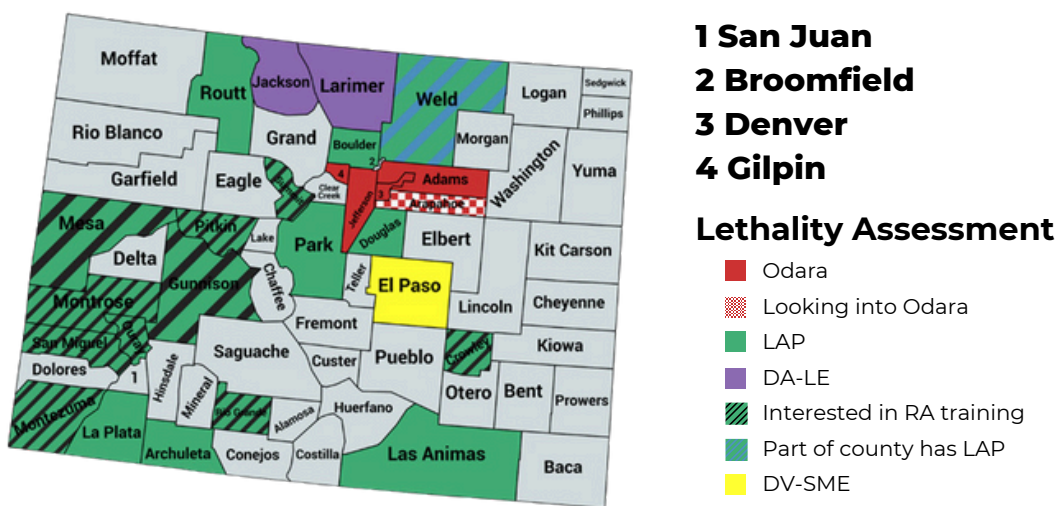 Moffat
Routt
Jackson
Larimer
Weld
Logan
Sedgwick
Phillips
Rio Blanco
Grand
Boulder
Morgan
Washington
Yuma
Garfield
Eagle
Clear
Creek
2
4
3
Jefferson
Adams
Arapahoe
Mesa
Pitkin
Lake
Park
Douglas
Elbert
Kit Carson
Delta
Gunnison
Chaffee
Teller
El Paso
Lincoln
Cheyenne
Montrose
Ouray
San Miguel
Fremont
Crowley
Kiowa
Dolores
1
Hinsdale
Mineral
Saguache
Custer
Pueblo
Otero
Bent
Prowers
Montezuma
La Plata
Archuleta
Rio Grande
Alamosa
Conejos
Costilla
Huerfano
Las Animas
Baca
1 San Juan
2 Broomfield
3 Denver
4 Gilpin
Lethality Assessment
Odara
Looking into Odara
LAP
DA-LE
Interested in RA training
Part of county has LAP
DV-SME